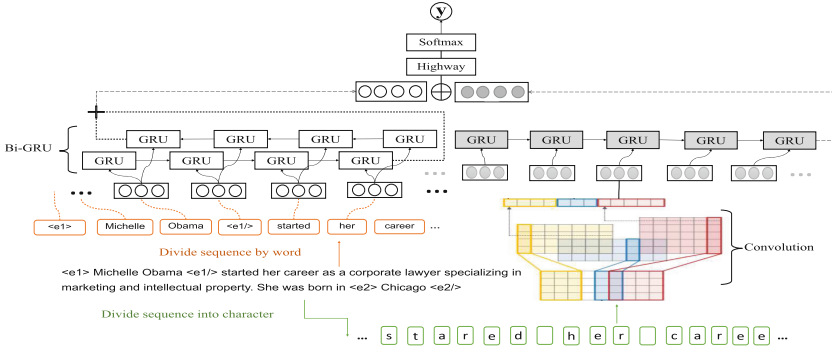 y
Softmax
Highway
Bi-GRU
GRU GRU GRU GRU
GRU GRU GRU GRU
GRU GRU GRU GRU GRU
... ... ...
... ...
<e1> Michelle Obama <e1/> started her career ...
Divide sequence by word
Convolution
<e1> Michelle Obama <e1/> started her career as a corporate lawyer specializing in
marketing and intellectual property. She was born in <e2> Chicago <e2/>
Divide sequence into character
... s t a r e d h e r c a r e e ...